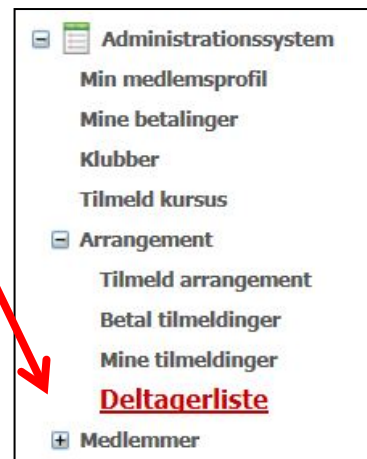 Administrationssystem
Min medlemsprofil
Mine betalinger
Klubber
Tilmeld kursus
Arrangement
Tilmeld arrangement
Betal tilmeldinger
Mine tilmeldinger
Deltagerliste
Medlemmer